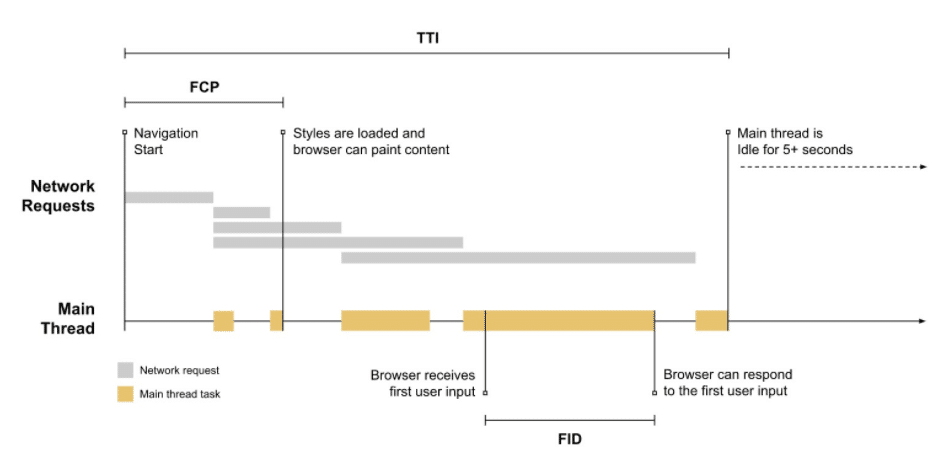 TTI
FCP
Navigation
Start
Styles are loaded and
browser can paint content
Main thread is
Idle for 5+ seconds
Network
Requests
Main
Thread
Network request
Main thread task
Browser receives
first user input
Browser can respond
to the first user input
FID